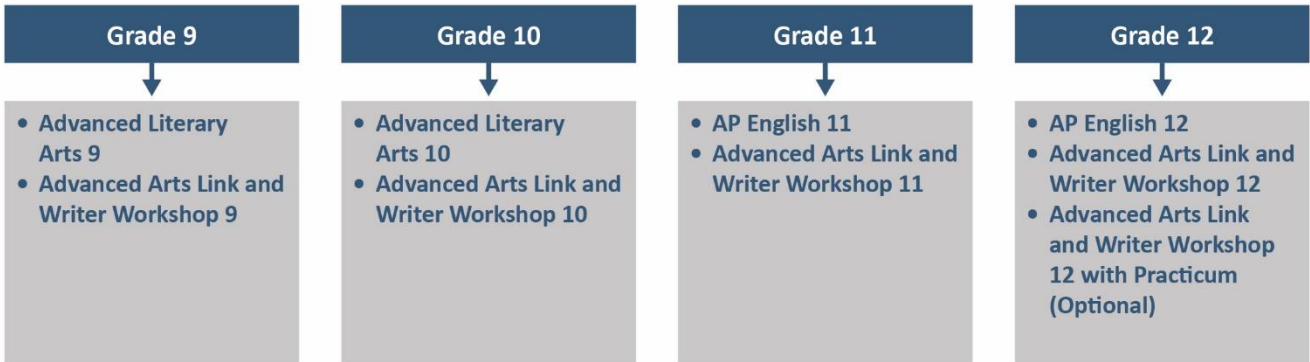 Grade 9
• Advanced Literary
Arts 9
• Advanced Arts Link and
Writer Workshop 9
Grade 10
• Advanced Literary
Arts 10
• Advanced Arts Link and
Writer Workshop 10
Grade 11
• AP English 11
• Advanced Arts Link and
Writer Workshop 11
Grade 12
• AP English 12
• Advanced Arts Link and
Writer Workshop 12
• Advanced Arts Link
and Writer Workshop
12 with Practicum
(Optional)